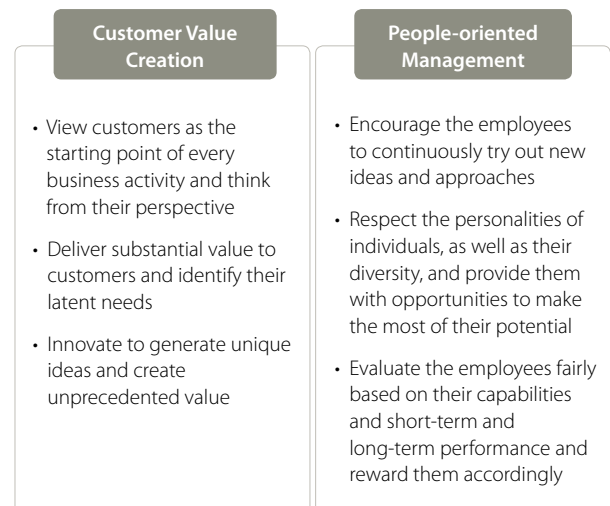 Customer Value
Creation
• View customers as the
starting point of every
business activity and think
from their perspective
• Deliver substantial value to
customers and identify their
latent needs
• Innovate to generate unique
ideas and create
unprecedented value
People-oriented
Management
• Encourage the employees
to continuously try out new
ideas and approaches
• Respect the personalities of
individuals, as well as their
diversity, and provide them
with opportunities to make
the most of their potential
• Evaluate the employees fairly
based on their capabilities
and short-term and
long-term performance and
reward them accordingly